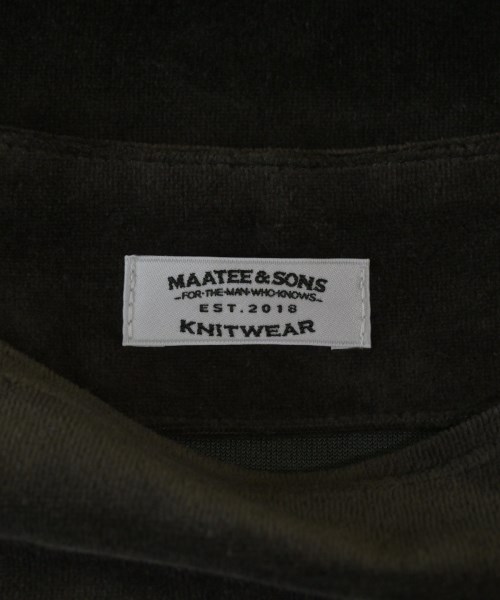 MAATEE & SONS
–FOR·THE·MAN·WHO·KNOWS–
EST.2018
KNITWEAR